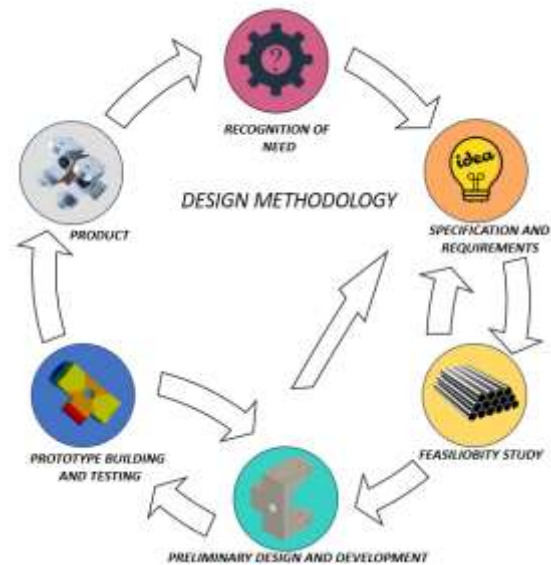 ?
RECOGNITION OF
NEED
idea
DESIGN METHODOLOGY
PRODUCT
SPECIFICATION AND
REQUIREMENTS
PROTOTYPE BUILDING
AND TESTING
FEASILIOBITY STUDY
PRELIMINARY DESIGN AND DEVELOPMENT